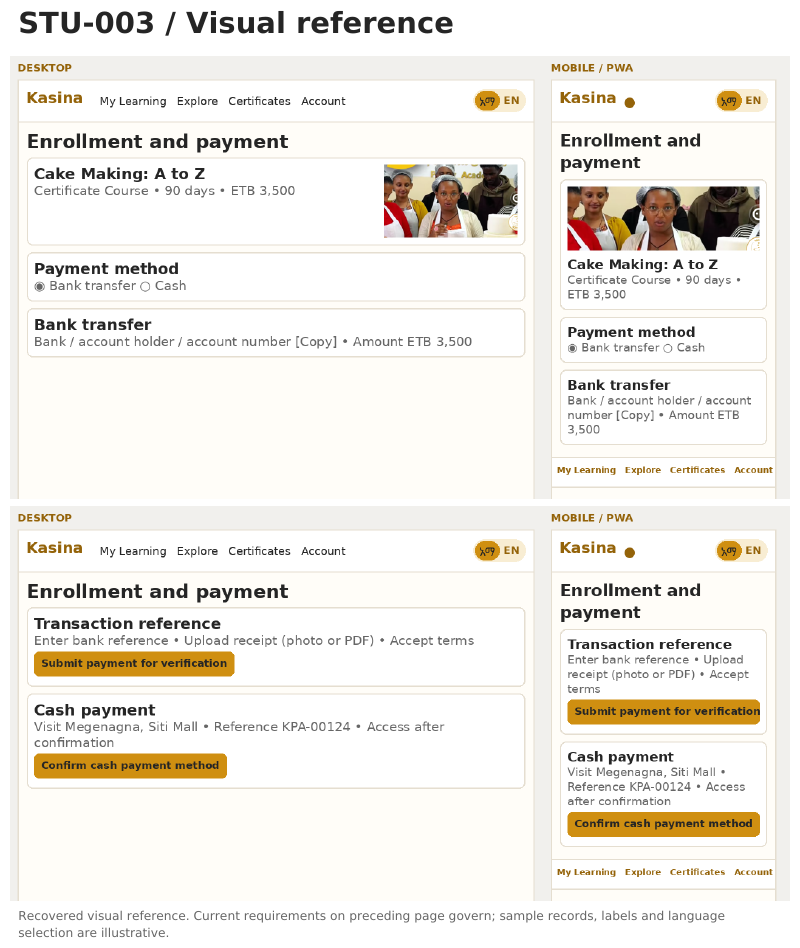 STU-003 / Visual reference
DESKTOP
Kasina My Learning Explore Certificates Account አማ EN
Enrollment and payment
Cake Making: A to Z
Certificate Course • 90 days • ETB 3,500
Payment method
◉ Bank transfer ○ Cash
Bank transfer
Bank / account holder / account number [Copy] • Amount ETB 3,500
MOBILE / PWA
Kasina አማ EN
Enrollment and
payment
Cake Making: A to Z
Certificate Course • 90 days •
ETB 3,500
Payment method
◉ Bank transfer ○ Cash
Bank transfer
Bank / account holder / account
number [Copy] • Amount ETB
3,500
My Learning Explore Certificates Account
DESKTOP
Kasina My Learning Explore Certificates Account አማ EN
Enrollment and payment
Transaction reference
Enter bank reference • Upload receipt (photo or PDF) • Accept terms
Submit payment for verification
Cash payment
Visit Megenagna, Siti Mall • Reference KPA-00124 • Access after
confirmation
Confirm cash payment method
MOBILE / PWA
Kasina አማ EN
Enrollment and
payment
Transaction reference
Enter bank reference • Upload
receipt (photo or PDF) • Accept
terms
Submit payment for verification
Cash payment
Visit Megenagna, Siti Mall •
Reference KPA-00124 • Access
after confirmation
Confirm cash payment method
My Learning Explore Certificates Account
Recovered visual reference. Current requirements on preceding page govern; sample records, labels and language
selection are illustrative.